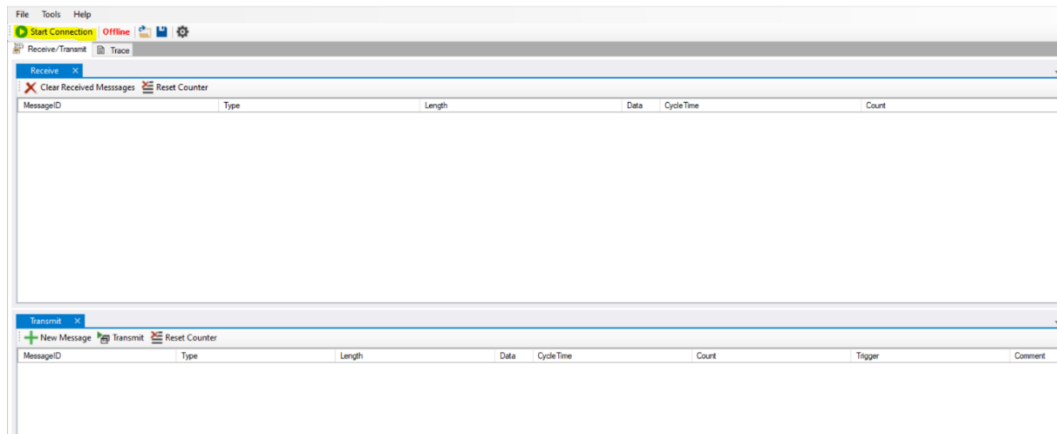 File Tools Help
Start Connection Offline
Receive/Transmit Trace
Receive X
Clear Received Messsages Reset Counter
MessageID Type Length Data CycleTime Count
Transmit X
New Message Transmit Reset Counter
MessageID Type Length Data CycleTime Count Trigger Comment